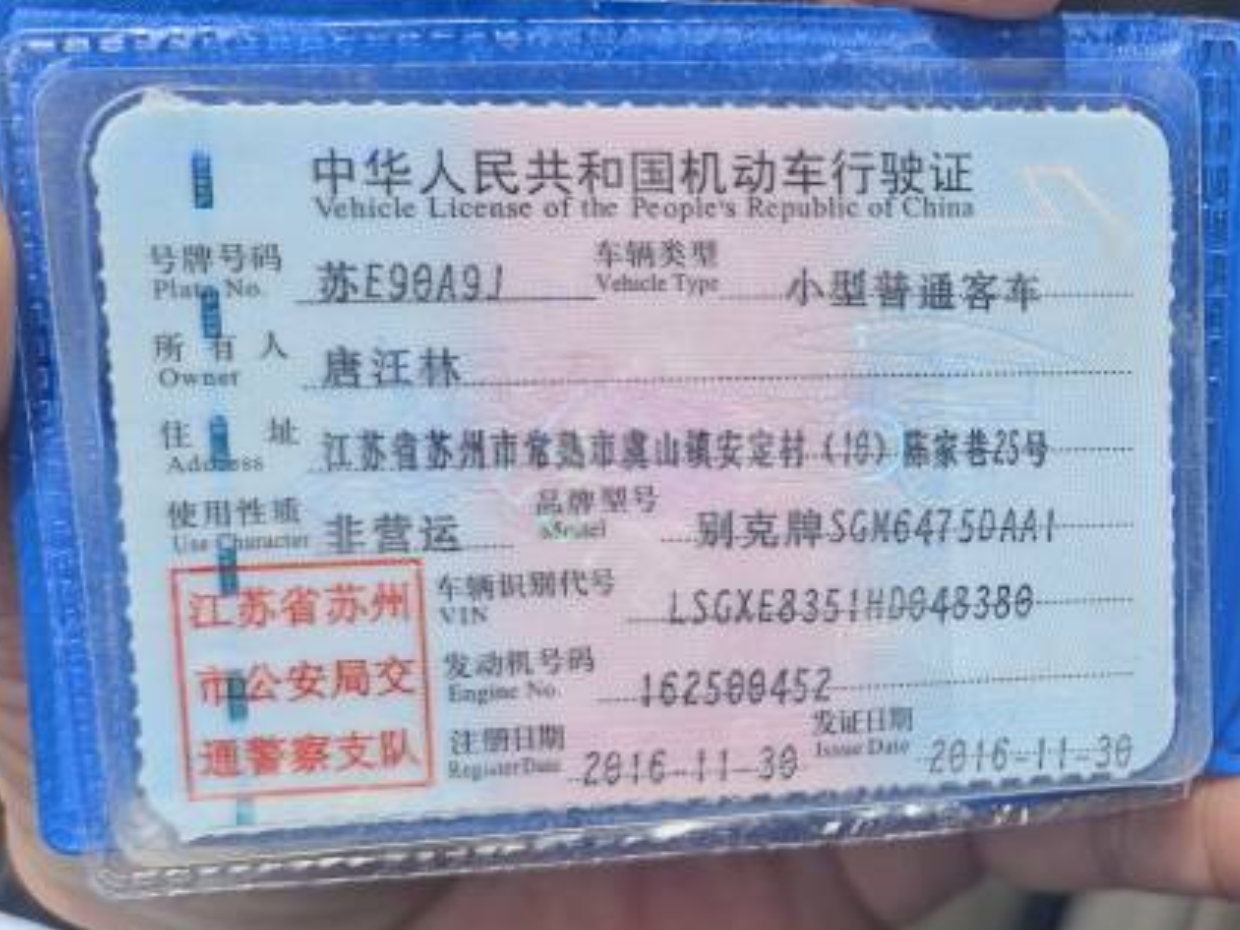 中华人民共和国机动车行驶证
Vehicle License of the People's Republic of China
号牌号码 苏E90A9J 车辆类型 小型普通客车
Plate No. Vehicle Type
所有人 唐汪林
Owner
住址 江苏省苏州市常熟市虞山镇安定村(10)陈家巷25号
Address
使用性质 非营运 品牌型号 别克牌SGM6475DAA1
Use Character
江苏省苏州
市公安局交
通警察支队
车辆识别代号 LSGXE8351HD048380
VIN
发动机号码 162500452
Engine No.
注册日期 2016-11-30 发证日期 2016-11-30
Register Date Issue Date